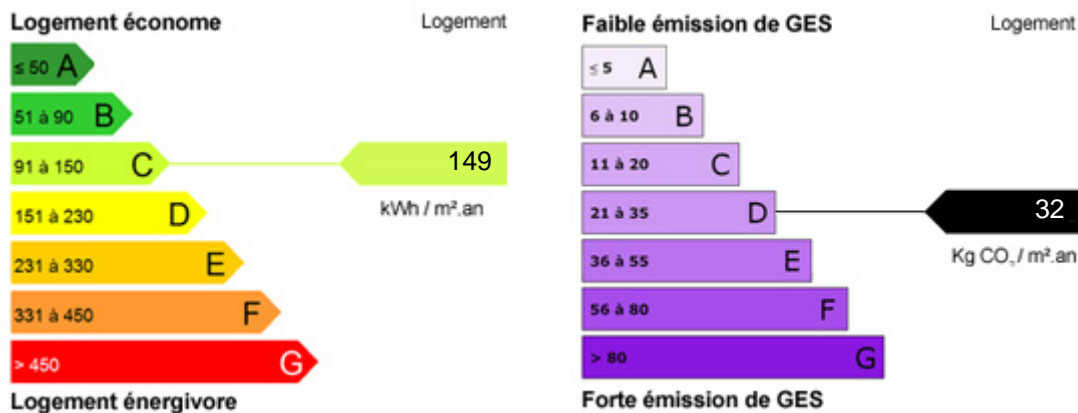 Logement économe Logement
≤ 50 A
51 à 90 B
91 à 150 C 149
kWh / m².an
151 à 230 D
231 à 330 E
331 à 450 F
> 450 G
Logement énergivore
Faible émission de GES Logement
≤ 5 A
6 à 10 B
11 à 20 C
21 à 35 D 32
Kg CO₂ / m².an
36 à 55 E
56 à 80 F
> 80 G
Forte émission de GES